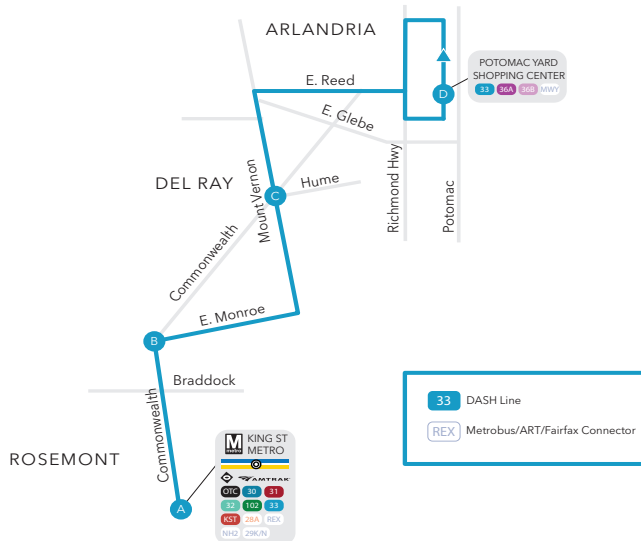 ARLANDRIA
E. Reed
POTOMAC YARD
SHOPPING CENTER
33 36A 36B MWY
D
E. Glebe
DEL RAY
Mount Vernon
C
Hume
Richmond Hwy
Potomac
Commonwealth
E. Monroe
B
Braddock
Commonwealth
33 DASH Line
REX Metrobus/ART/Fairfax Connector
ROSEMONT
A
M
metro
KING ST
METRO
AMTRAK
OTC 30 31
32 102 33
KST 28A REX
NH2 29K/N